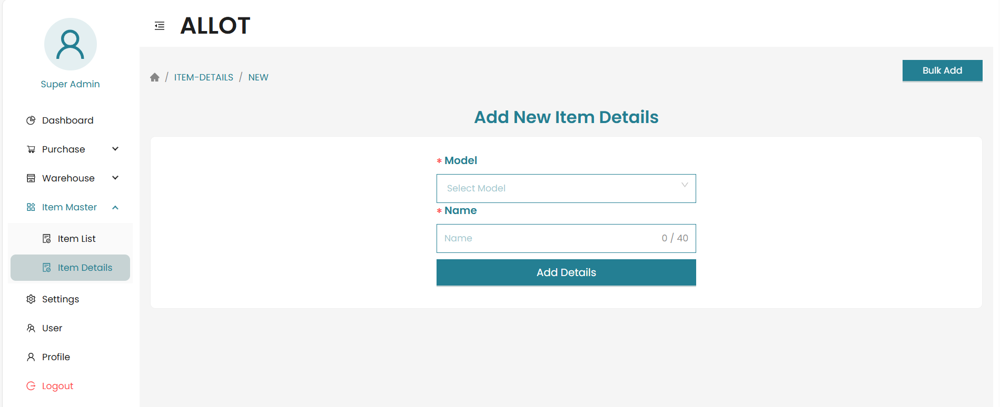 Super Admin
Dashboard
Purchase
Warehouse
Item Master
Item List
Item Details
Settings
User
Profile
Logout
ALLOT
/ ITEM-DETAILS / NEW
Bulk Add
Add New Item Details
* Model
Select Model
* Name
Name 0 / 40
Add Details